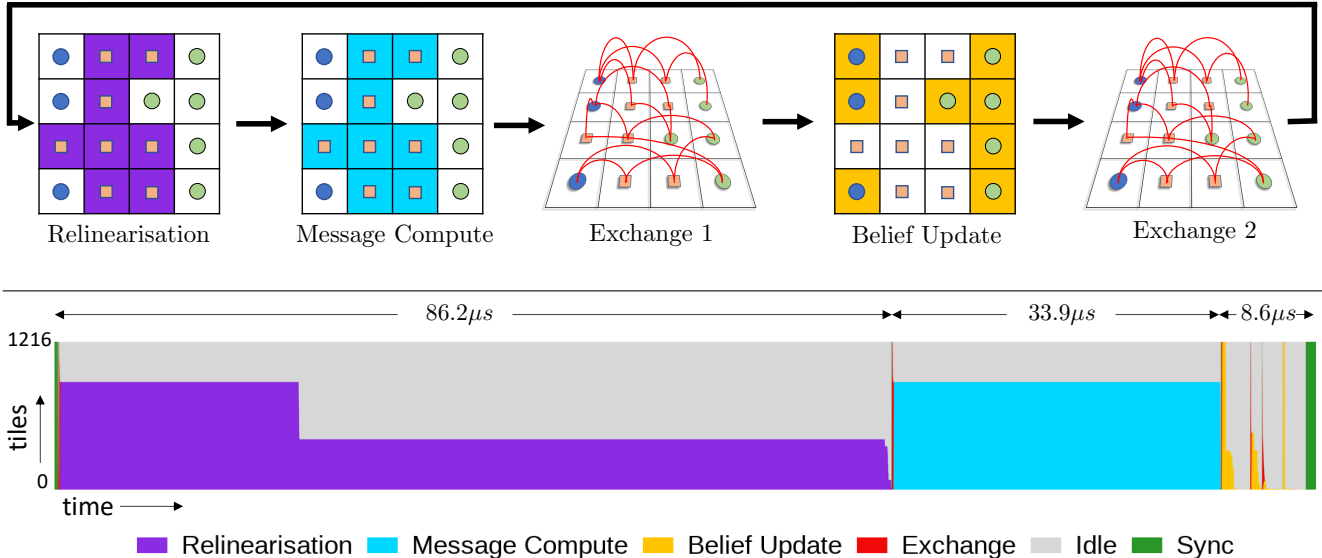 Relinearisation
Message Compute
Exchange 1
Belief Update
Exchange 2
86.2μs
33.9μs
8.6μs
1216
tiles
0
time
Relinearisation Message Compute Belief Update Exchange Idle Sync